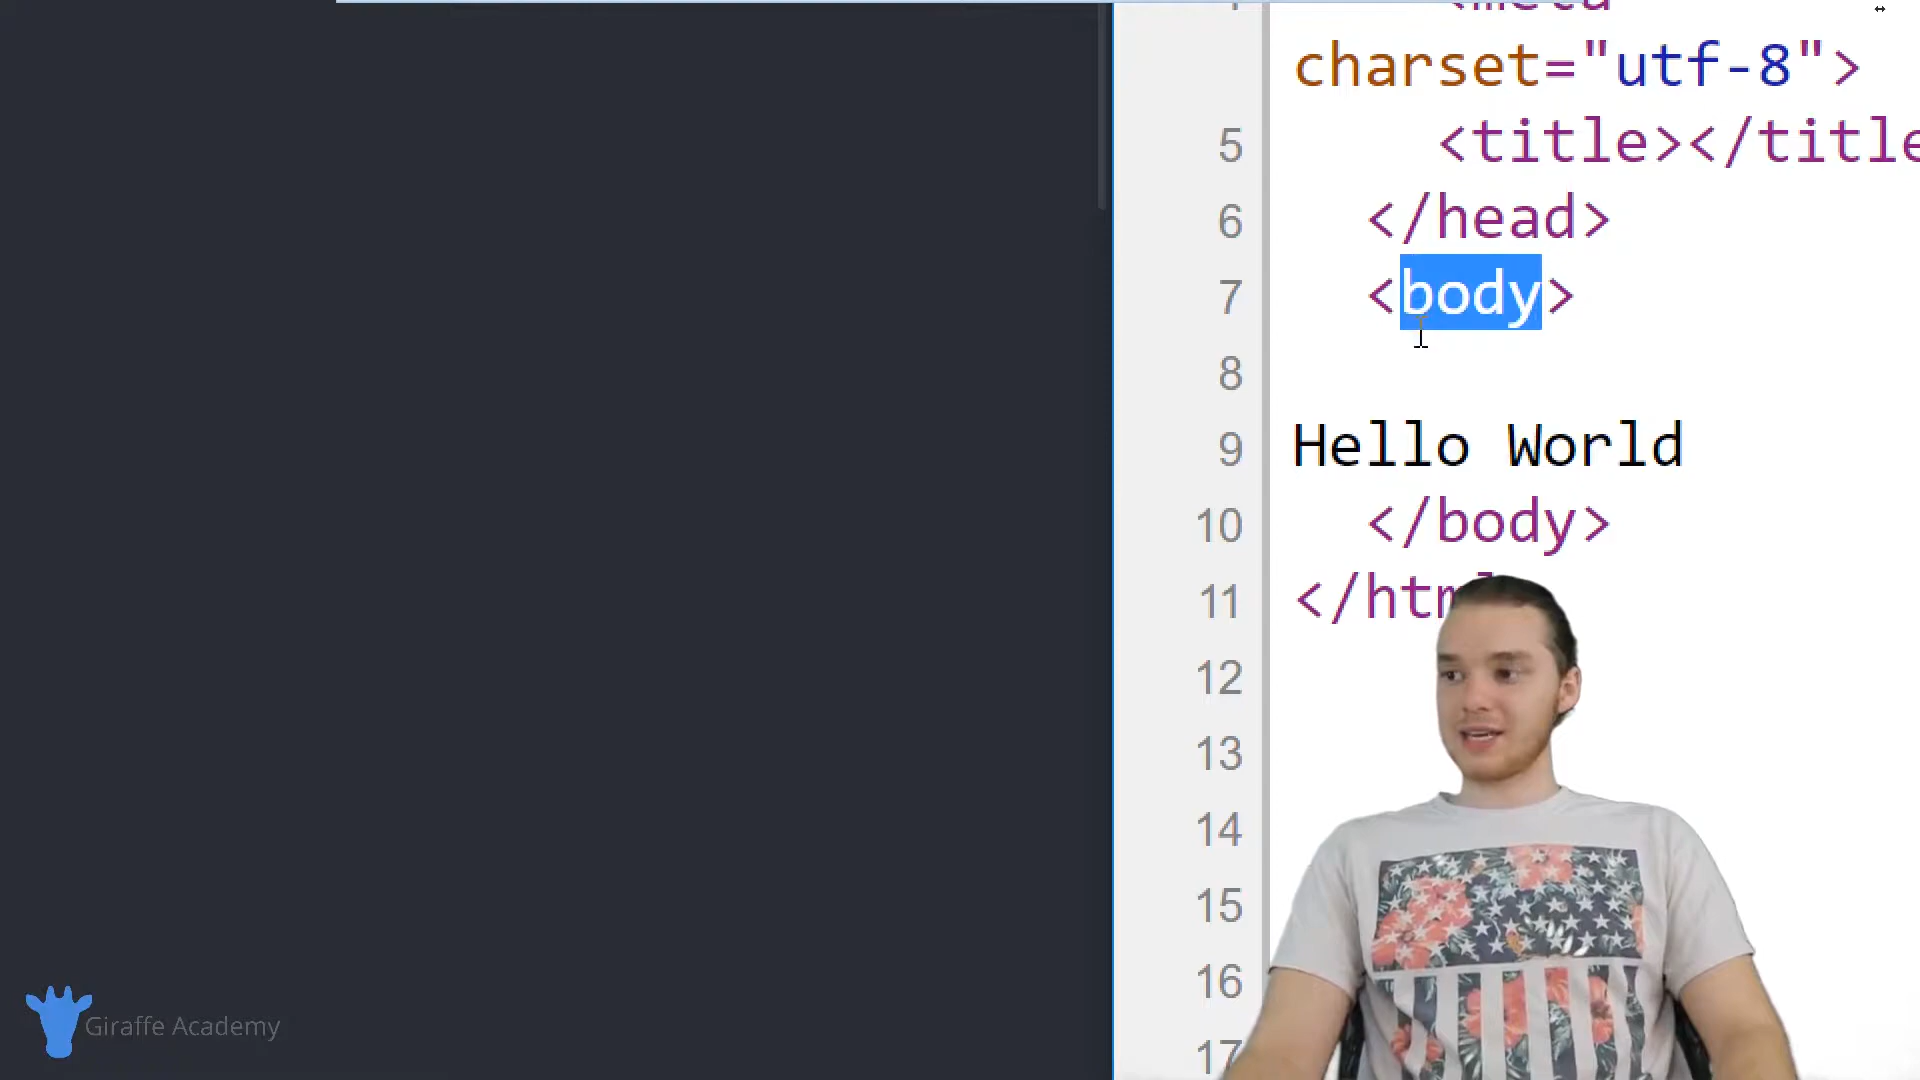 <meta
charset="utf-8">
5 <title></title
6 </head>
7 <body>
8
9 Hello World
10 </body>
11 </htm
12
13
14
15
16
17
Giraffe Academy